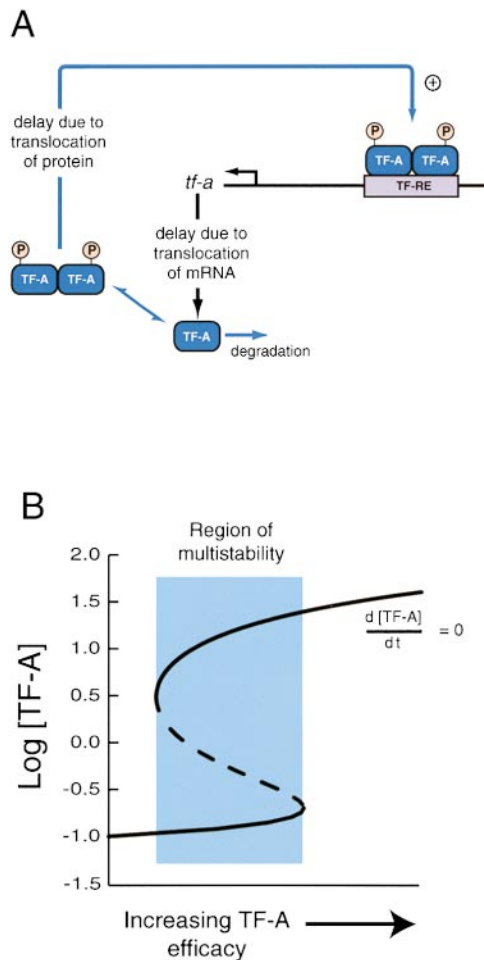 A
delay due to
translocation
of protein
+
P
P
TF-A
TF-A
TF-RE
tf-a
delay due to
translocation
of mRNA
P
P
TF-A
TF-A
TF-A
degradation
B
Region of
multistability
2.0
1.5
1.0
0.5
0.0
-0.5
-1.0
-1.5
Log [TF-A]
d [TF-A]
dt
= 0
Increasing TF-A
efficacy